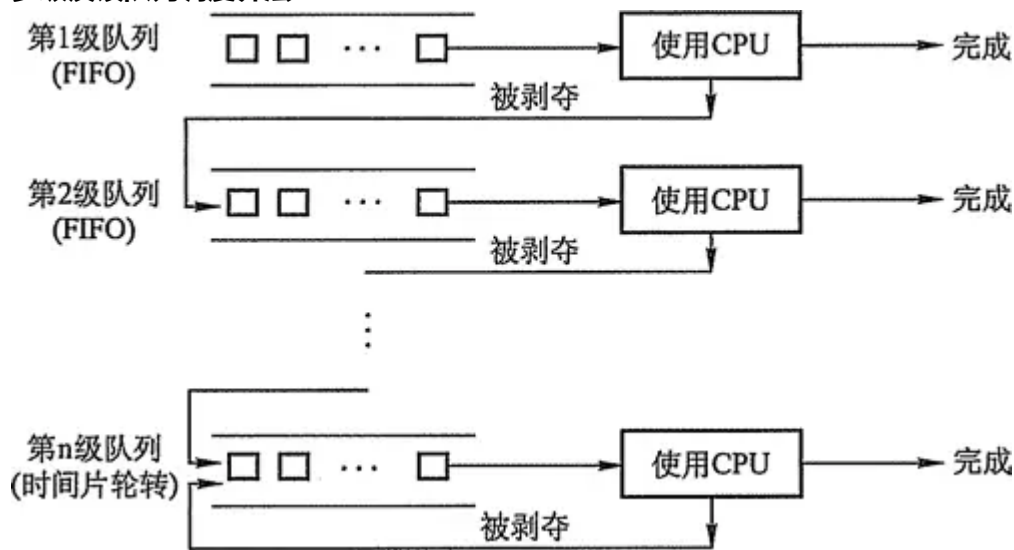 第1级队列
(FIFO)
···
使用CPU
完成
被剥夺
第2级队列
(FIFO)
···
使用CPU
完成
被剥夺
⋮
第n级队列
(时间片轮转)
···
使用CPU
完成
被剥夺